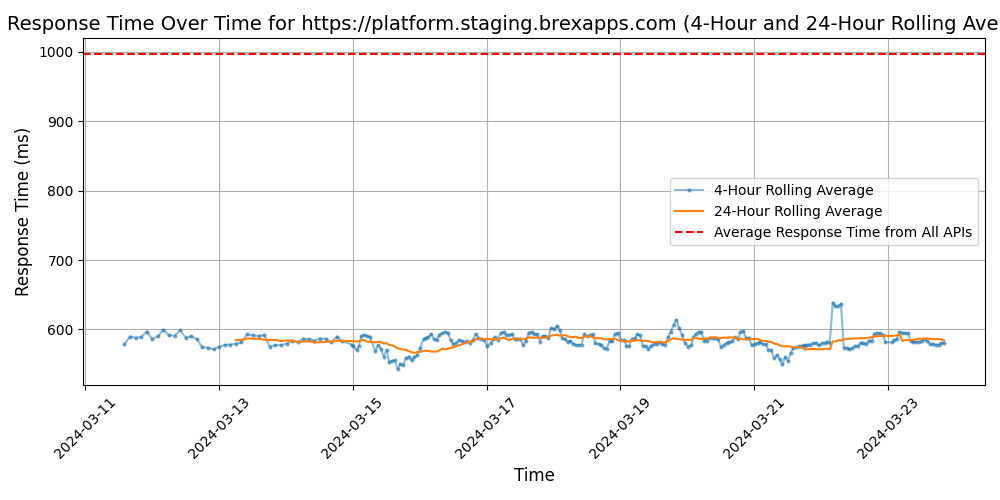 Response Time Over Time for https://platform.staging.brexapps.com (4-Hour and 24-Hour Rolling Ave
Response Time (ms)
1000
900
800
700
600
4-Hour Rolling Average
24-Hour Rolling Average
Average Response Time from All APIs
2024-03-11
2024-03-13
2024-03-15
2024-03-17
2024-03-19
2024-03-21
2024-03-23
Time